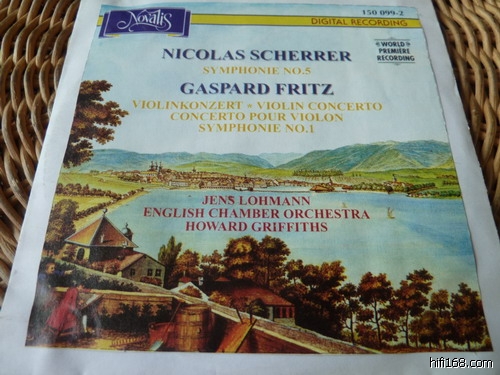 Novalis
150 099-2
DIGITAL RECORDING
NICOLAS SCHERRER
SYMPHONIE NO.5
WORLD
PREMIÈRE
RECORDING
GASPARD FRITZ
VIOLINKONZERT • VIOLIN CONCERTO
CONCERTO POUR VIOLON
SYMPHONIE NO.1
JENS LOHMANN
ENGLISH CHAMBER ORCHESTRA
HOWARD GRIFFITHS
hifi168.com